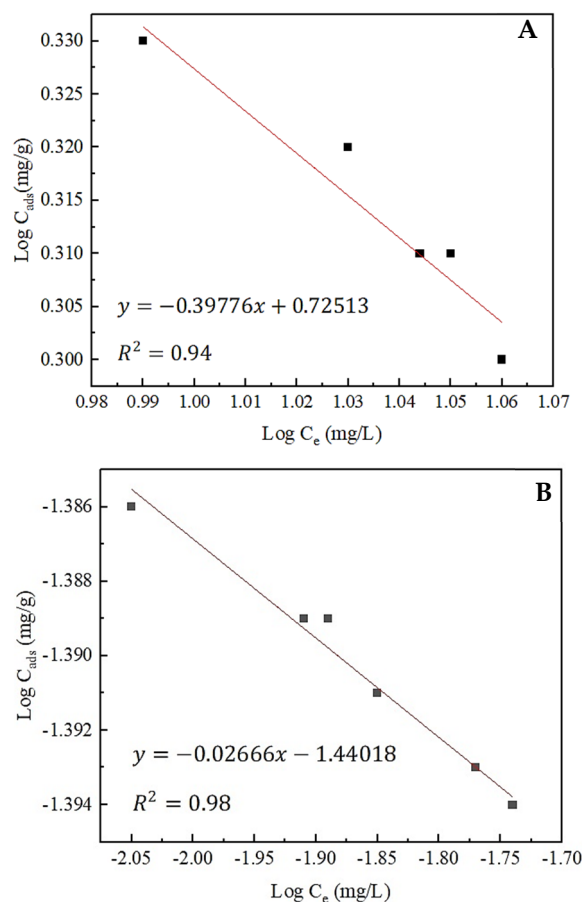 A
0.330
0.325
0.320
0.315
0.310
0.305
0.300
Log C_ads(mg/g)
y = −0.39776x + 0.72513
R² = 0.94
0.98 0.99 1.00 1.01 1.02 1.03 1.04 1.05 1.06 1.07
Log C_e (mg/L)
B
-1.386
-1.388
-1.390
-1.392
-1.394
Log C_ads (mg/g)
y = −0.02666x − 1.44018
R² = 0.98
-2.05 -2.00 -1.95 -1.90 -1.85 -1.80 -1.75 -1.70
Log C_e (mg/L)